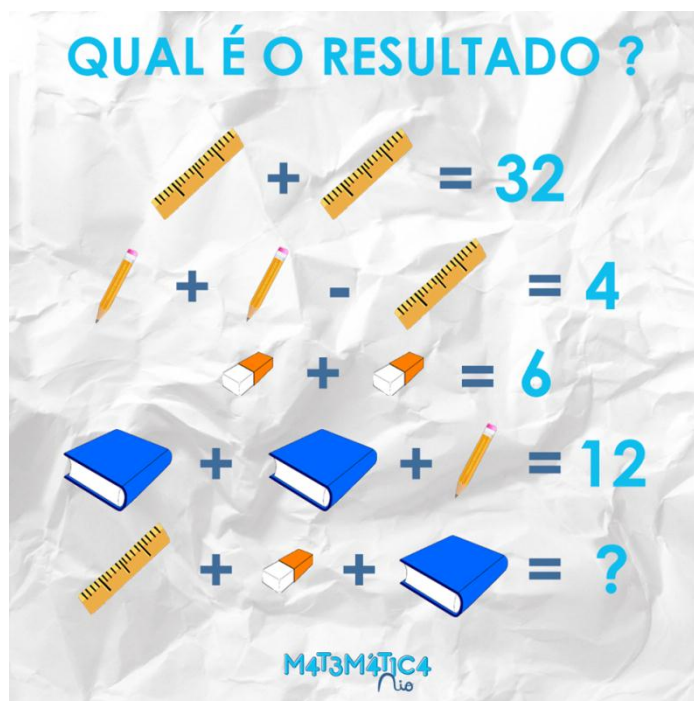 QUAL É O RESULTADO ?
+ = 32
+ - = 4
+ = 6
+ + = 12
+ + = ?
M4T3M4T1C4
Rio